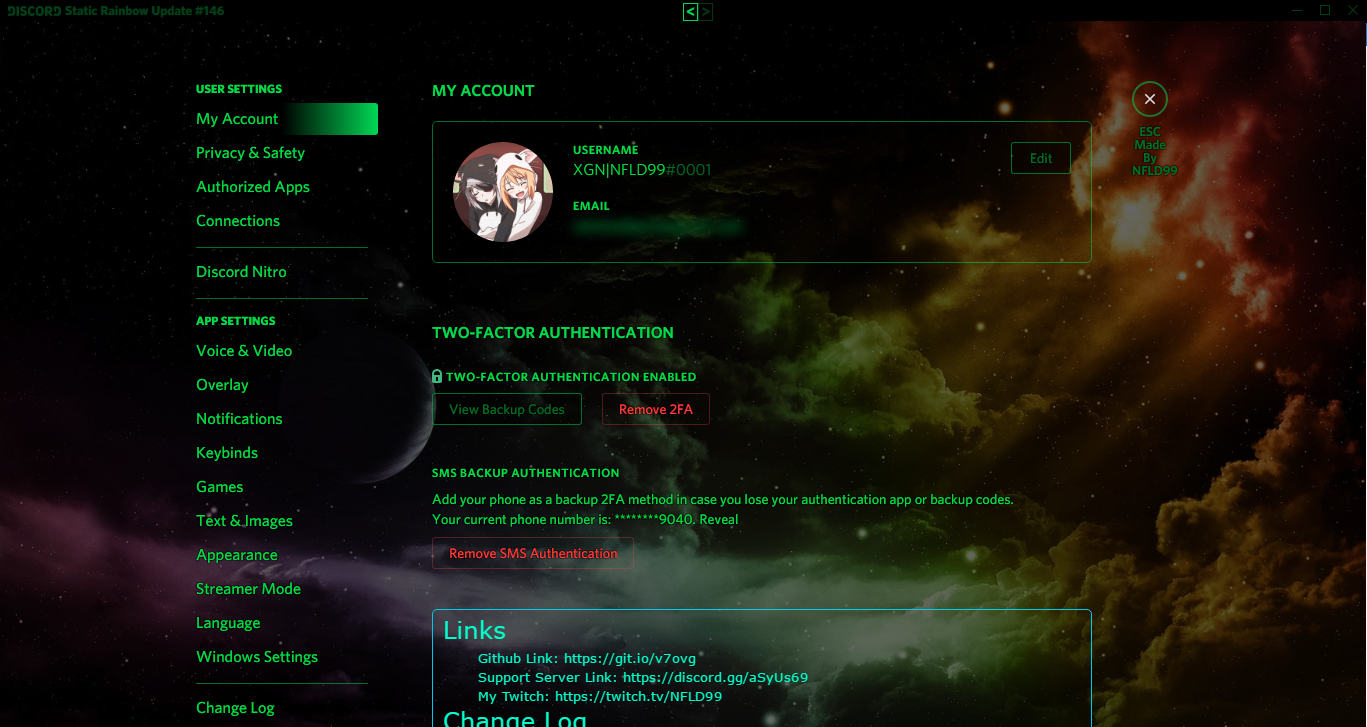 DISCORD Static Rainbow Update #146
< >
USER SETTINGS
My Account
Privacy & Safety
Authorized Apps
Connections
Discord Nitro
APP SETTINGS
Voice & Video
Overlay
Notifications
Keybinds
Games
Text & Images
Appearance
Streamer Mode
Language
Windows Settings
Change Log
MY ACCOUNT
USERNAME
XGN|NFLD99#0001
Edit
EMAIL
TWO-FACTOR AUTHENTICATION
TWO-FACTOR AUTHENTICATION ENABLED
View Backup Codes
Remove 2FA
SMS BACKUP AUTHENTICATION
Add your phone as a backup 2FA method in case you lose your authentication app or backup codes.
Your current phone number is: ********9040. Reveal
Remove SMS Authentication
Links
Github Link: https://git.io/v7ovg
Support Server Link: https://discord.gg/aSyUs69
My Twitch: https://twitch.tv/NFLD99
Change Log
ESC
Made
By
NFLD99